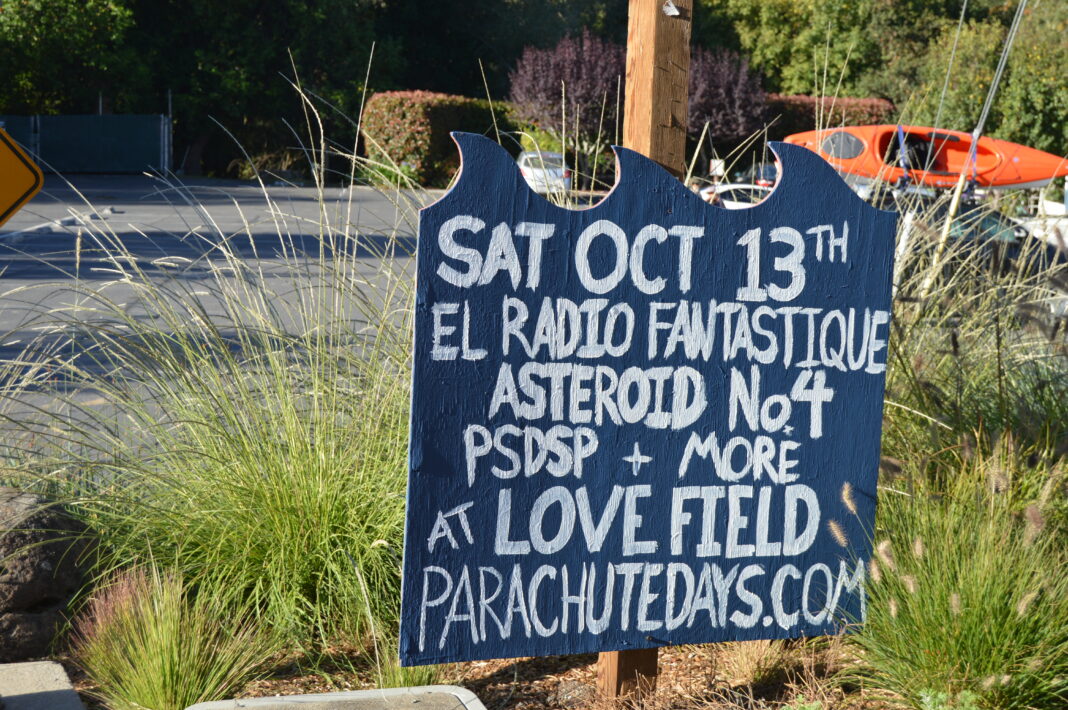 SAT OCT 13TH
EL RADIO FANTASTIQUE
ASTEROID No. 4
PSDSP + MORE
AT LOVE FIELD
PARACHUTEDAYS.COM